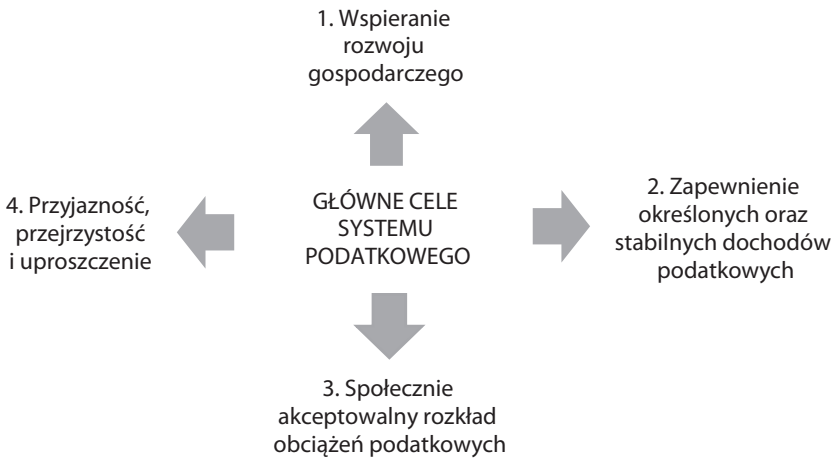 1. Wspieranie
rozwoju
gospodarczego
GŁÓWNE CELE
SYSTEMU
PODATKOWEGO
2. Zapewnienie
określonych oraz
stabilnych dochodów
podatkowych
3. Społecznie
akceptowalny rozkład
obciążeń podatkowych
4. Przyjazność,
przejrzystość
i uproszczenie